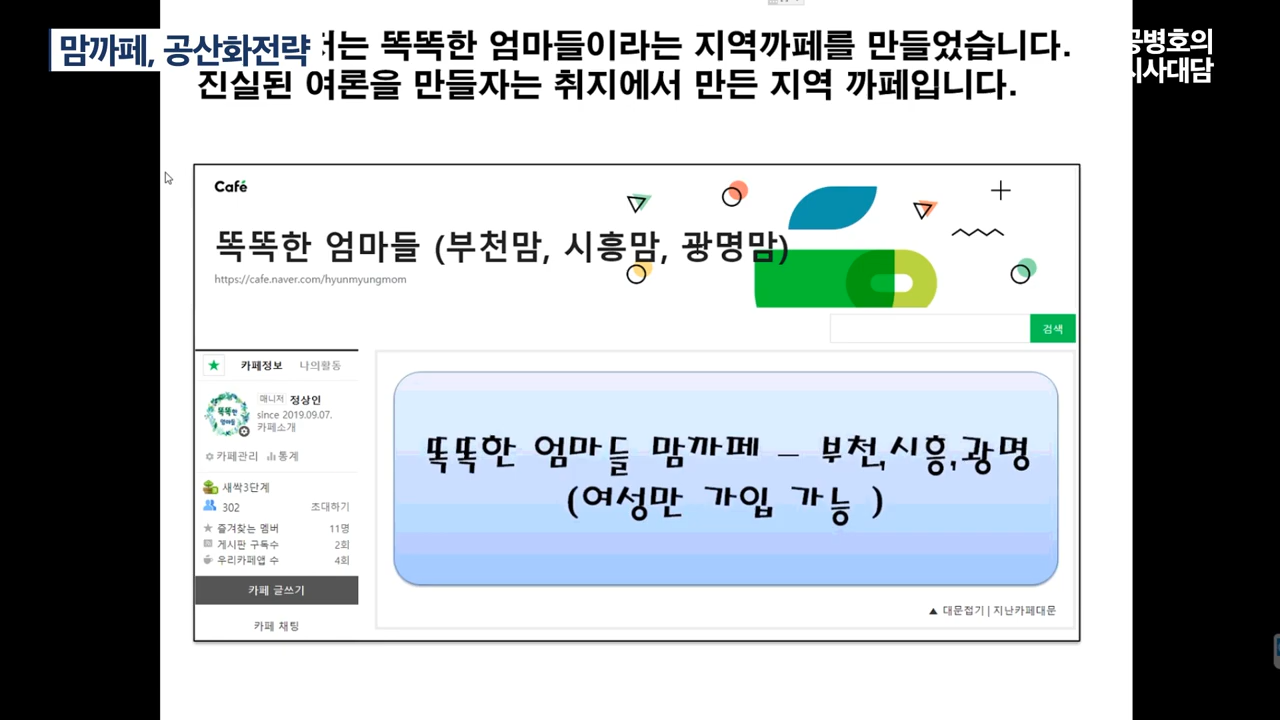 맘까페, 공산화전략
저는 똑똑한 엄마들이라는 지역까페를 만들었습니다.
진실된 여론을 만들자는 취지에서 만든 지역 까페입니다.
공병호의
시사대담
Café
똑똑한 엄마들 (부천맘, 시흥맘, 광명맘)
https://cafe.naver.com/hyunmyungmom
검색
카페정보 나의활동
매니저 정상인
since 2019.09.07.
카페소개
카페관리 통계
새싹3단계
302 초대하기
즐겨찾는 멤버 11명
게시판 구독수 2회
우리카페앱 수 4회
카페 글쓰기
카페 채팅
똑똑한
엄마들
똑똑한 엄마들 맘까페 – 부천,시흥,광명
(여성만 가입 가능 )
▲ 대문접기 | 지난카페대문